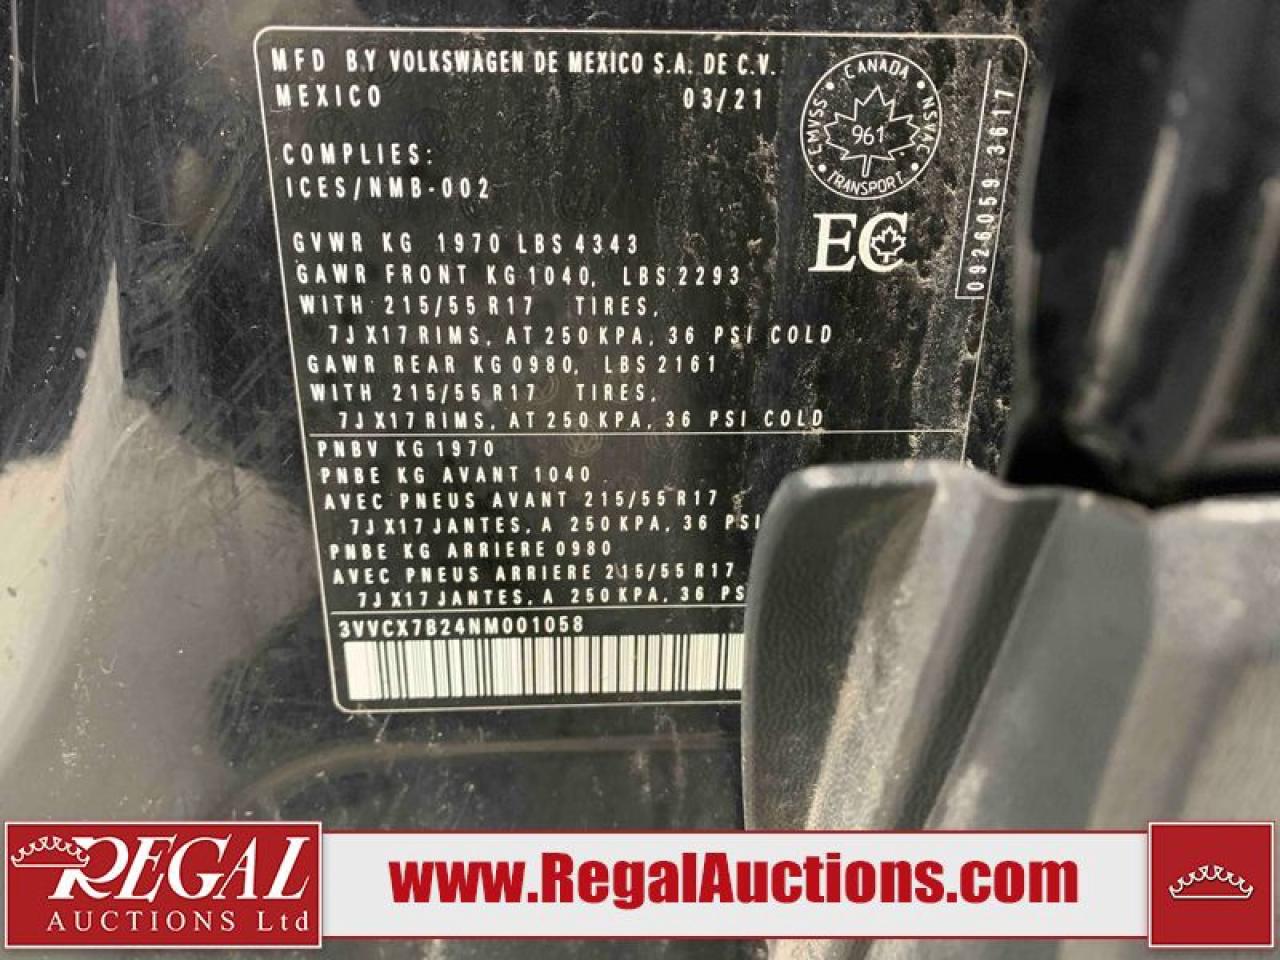 MFD BY VOLKSWAGEN DE MEXICO S.A. DE C.V.
MEXICO 03/21
COMPLIES:
ICES/NMB-002
CANADA
CMVSS NSVAC
961
TRANSPORT
EC
0926059 3617
GVWR KG 1970 LBS 4343
GAWR FRONT KG 1040, LBS 2293
WITH 215/55 R17 TIRES,
7J X17 RIMS, AT 250 KPA, 36 PSI COLD
GAWR REAR KG 0980, LBS 2161
WITH 215/55 R17 TIRES,
7J X17 RIMS, AT 250 KPA, 36 PSI COLD
PNBV KG 1970
PNBE KG AVANT 1040
AVEC PNEUS AVANT 215/55 R17
7J X17 JANTES, A 250 KPA, 36 PSI
PNBE KG ARRIERE 0980
AVEC PNEUS ARRIERE 215/55 R17
7J X17 JANTES, A 250 KPA, 36 PS
3VVCX7B24NM001058
REGAL
AUCTIONS Ltd
www.RegalAuctions.com